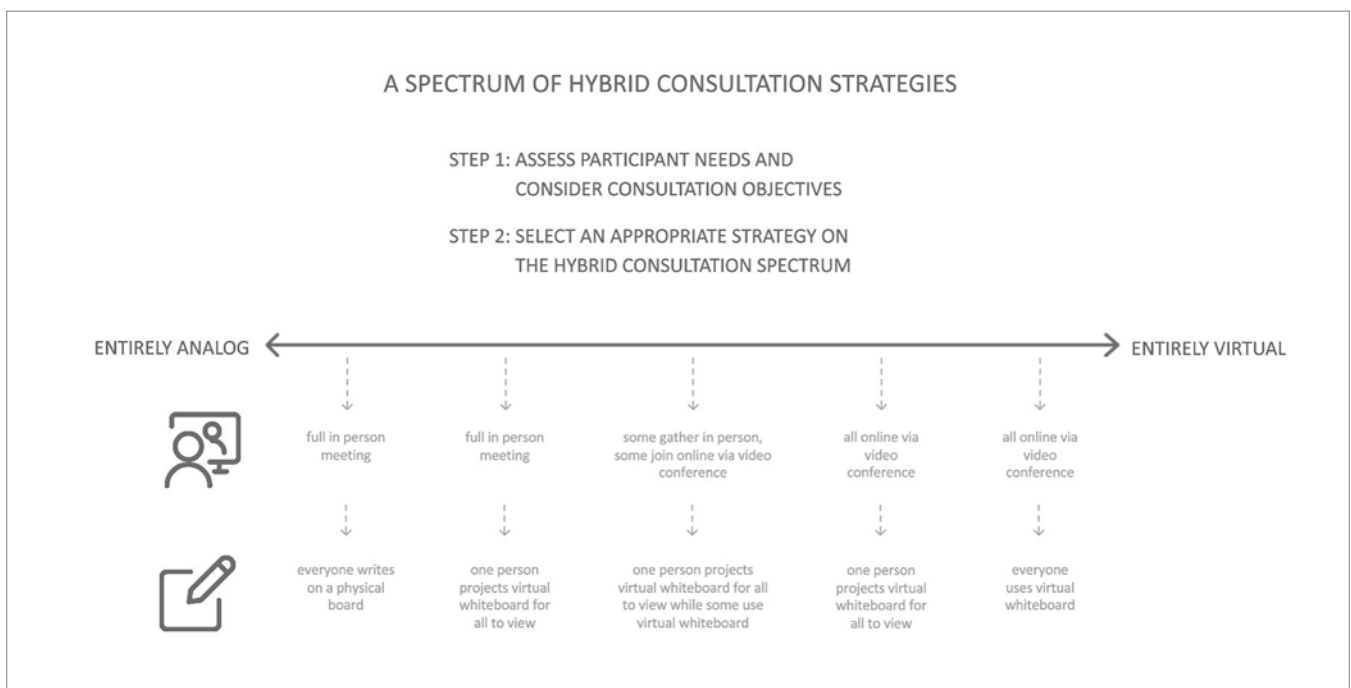 A SPECTRUM OF HYBRID CONSULTATION STRATEGIES
STEP 1: ASSESS PARTICIPANT NEEDS AND
CONSIDER CONSULTATION OBJECTIVES
STEP 2: SELECT AN APPROPRIATE STRATEGY ON
THE HYBRID CONSULTATION SPECTRUM
ENTIRELY ANALOG
ENTIRELY VIRTUAL
full in person
meeting
full in person
meeting
some gather in person,
some join online via video
conference
all online via
video
conference
all online via
video
conference
everyone writes
on a physical
board
one person
projects virtual
whiteboard for
all to view
one person projects
virtual whiteboard for all
to view while some use
virtual whiteboard
one person
projects virtual
whiteboard for
all to view
everyone
uses virtual
whiteboard